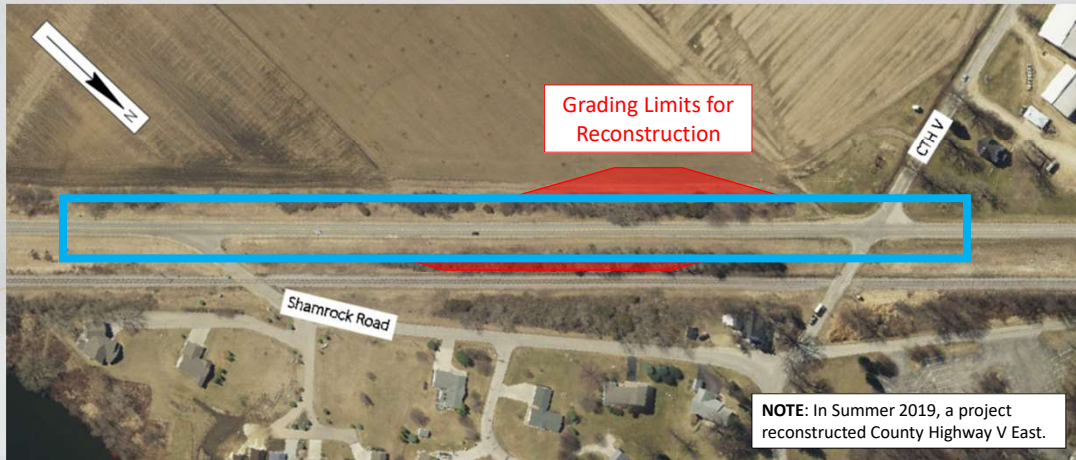 N
Grading Limits for
Reconstruction
CTH V
Shamrock Road
NOTE: In Summer 2019, a project
reconstructed County Highway V East.